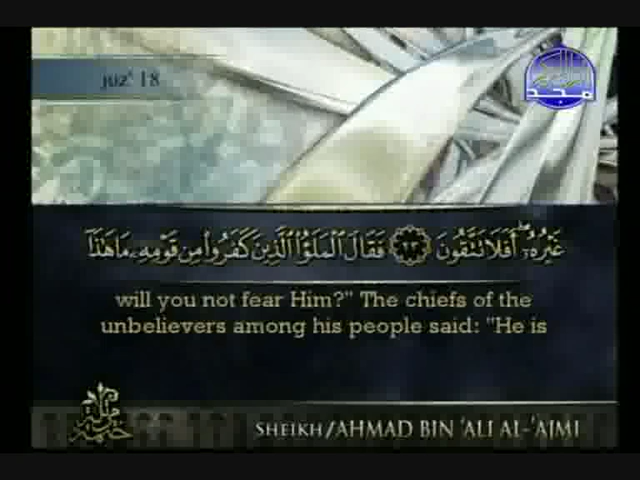 juz' 18
مجد
غَيْرُهُۥٓ ۖ أَفَلَا تَتَّقُونَ ٢٣ فَقَالَ ٱلْمَلَؤُا۟ ٱلَّذِينَ كَفَرُوا۟ مِن قَوْمِهِۦ مَا هَٰذَآ
will you not fear Him?" The chiefs of the
unbelievers among his people said: "He is
SHEIKH/AHMAD BIN 'ALI AL-'AJMI